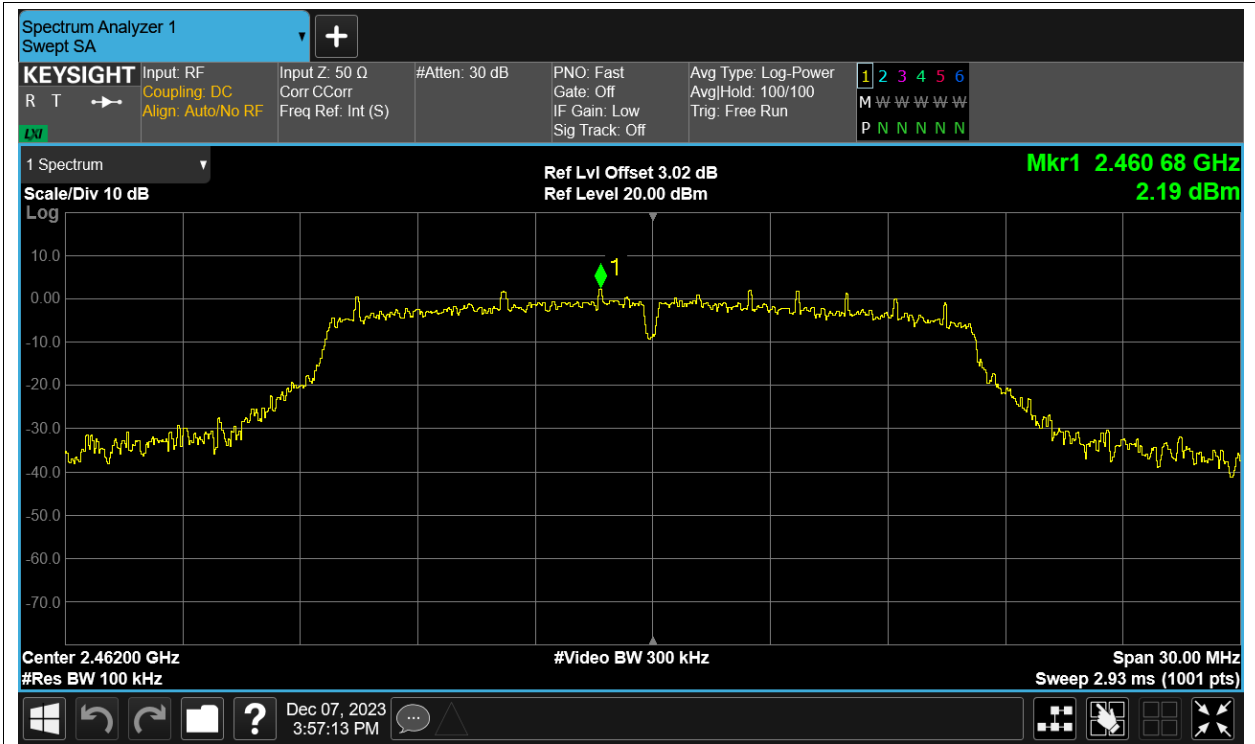 Spectrum Analyzer 1
Swept SA
+
KEYSIGHT
R T
LXI
Input: RF
Coupling: DC
Align: Auto/No RF
Input Z: 50 Ω
Corr CCorr
Freq Ref: Int (S)
#Atten: 30 dB
PNO: Fast
Gate: Off
IF Gain: Low
Sig Track: Off
Avg Type: Log-Power
Avg|Hold: 100/100
Trig: Free Run
1 2 3 4 5 6
M W W W W W
P N N N N N
1 Spectrum
Scale/Div 10 dB
Log
Ref Lvl Offset 3.02 dB
Ref Level 20.00 dBm
Mkr1 2.460 68 GHz
2.19 dBm
1
10.0
0.00
-10.0
-20.0
-30.0
-40.0
-50.0
-60.0
-70.0
Center 2.46200 GHz
#Res BW 100 kHz
#Video BW 300 kHz
Span 30.00 MHz
Sweep 2.93 ms (1001 pts)
?
Dec 07, 2023
3:57:13 PM